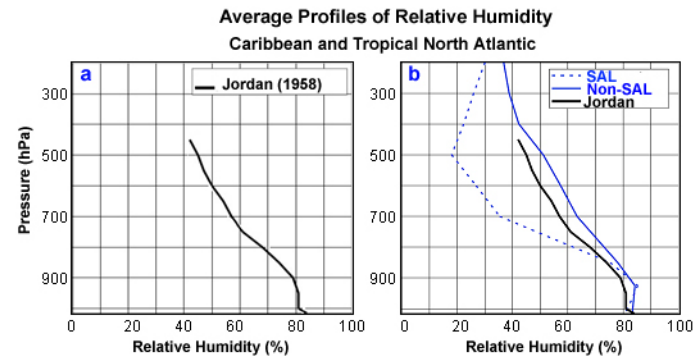 Average Profiles of Relative Humidity
Caribbean and Tropical North Atlantic
a
Jordan (1958)
Pressure (hPa)
300
500
700
900
0 20 40 60 80 100
Relative Humidity (%)
b
SAL
Non-SAL
Jordan
300
500
700
900
0 20 40 60 80 100
Relative Humidity (%)